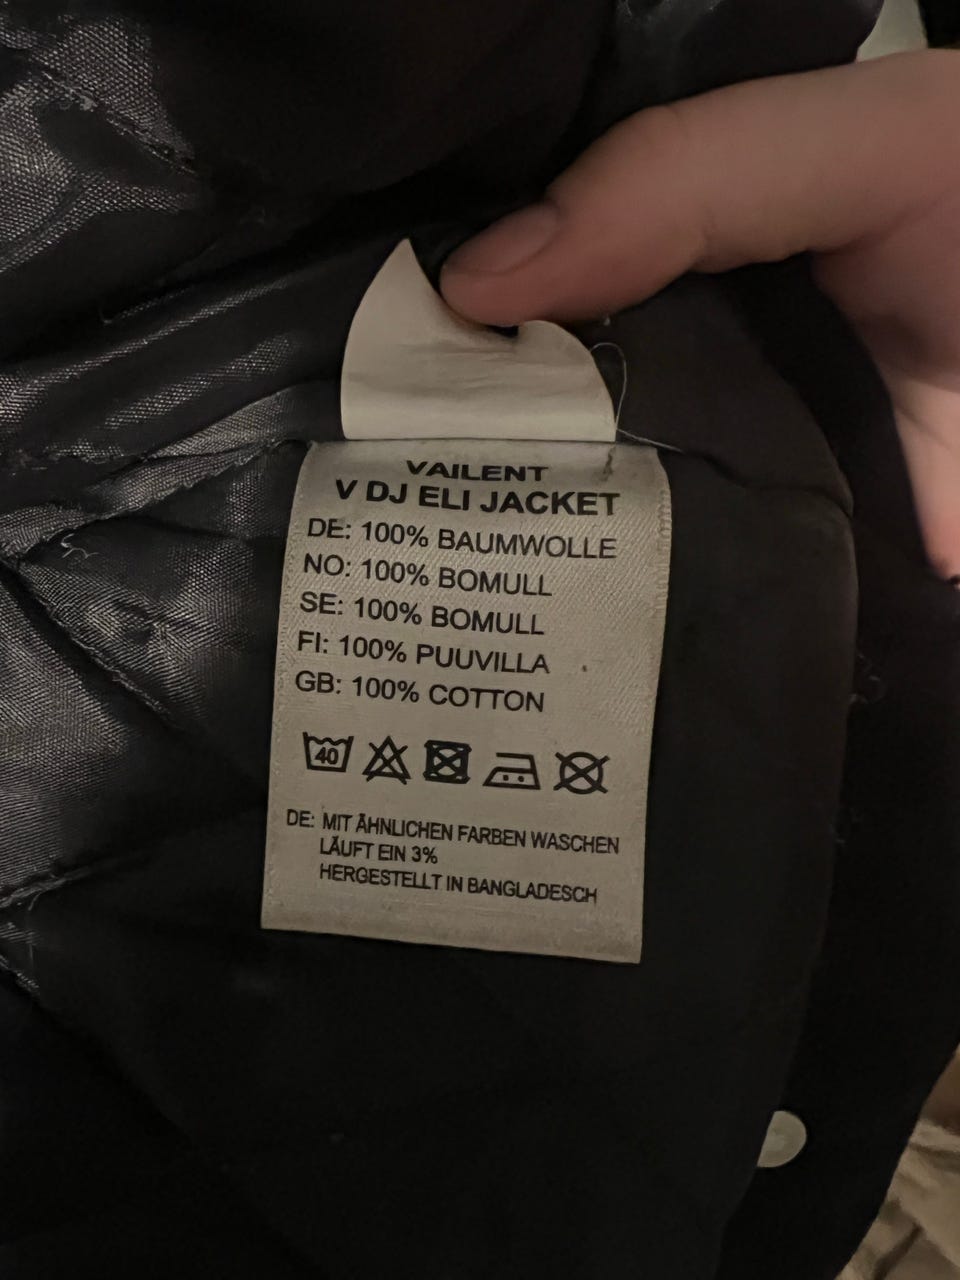 VAILENT
V DJ ELI JACKET
DE: 100% BAUMWOLLE
NO: 100% BOMULL
SE: 100% BOMULL
FI: 100% PUUVILLA
GB: 100% COTTON
40
DE: MIT ÄHNLICHEN FARBEN WASCHEN
LÄUFT EIN 3%
HERGESTELLT IN BANGLADESCH